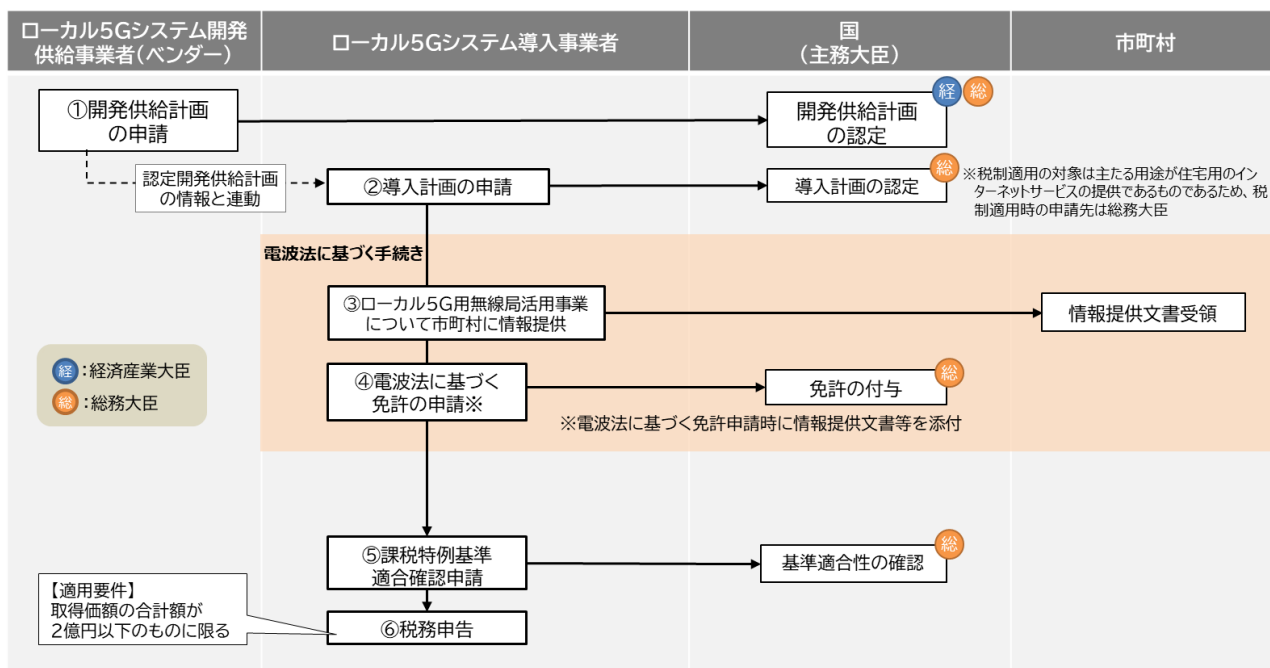 ローカル5Gシステム開発
供給事業者(ベンダー)
ローカル5Gシステム導入事業者
国
(主務大臣)
市町村
①開発供給計画
の申請
経
総
開発供給計画
の認定
認定開発供給計画
の情報と連動
②導入計画の申請
総
導入計画の認定
※税制適用の対象は主たる用途が住宅用のイン
ターネットサービスの提供であるものであるため、税
制適用時の申請先は総務大臣
電波法に基づく手続き
③ローカル5G用無線局活用事業
について市町村に情報提供
情報提供文書受領
経:経済産業大臣
総:総務大臣
④電波法に基づく
免許の申請※
総
免許の付与
※電波法に基づく免許申請時に情報提供文書等を添付
⑤課税特例基準
適合確認申請
総
基準適合性の確認
【適用要件】
取得価額の合計額が
2億円以下のものに限る
⑥税務申告